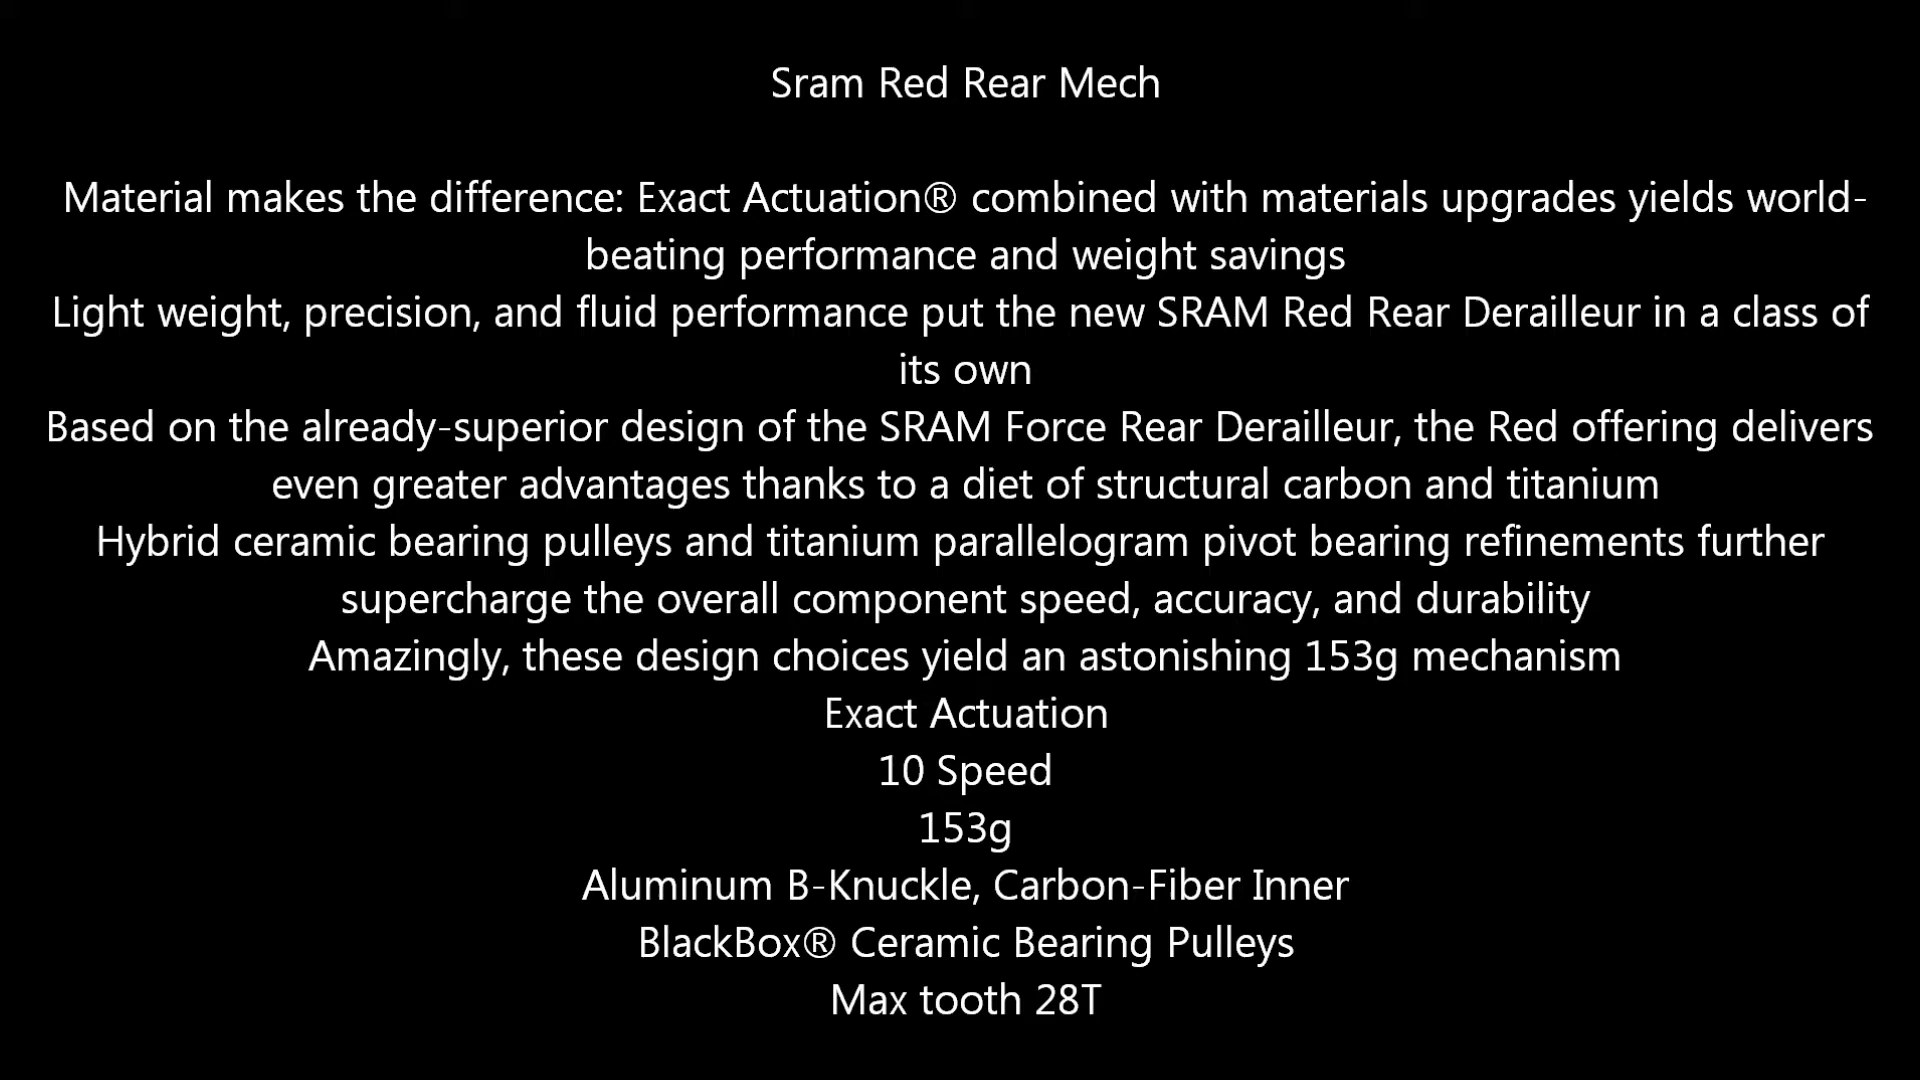 Sram Red Rear Mech
Material makes the difference: Exact Actuation® combined with materials upgrades yields world-
beating performance and weight savings
Light weight, precision, and fluid performance put the new SRAM Red Rear Derailleur in a class of
its own
Based on the already-superior design of the SRAM Force Rear Derailleur, the Red offering delivers
even greater advantages thanks to a diet of structural carbon and titanium
Hybrid ceramic bearing pulleys and titanium parallelogram pivot bearing refinements further
supercharge the overall component speed, accuracy, and durability
Amazingly, these design choices yield an astonishing 153g mechanism
Exact Actuation
10 Speed
153g
Aluminum B-Knuckle, Carbon-Fiber Inner
BlackBox® Ceramic Bearing Pulleys
Max tooth 28T